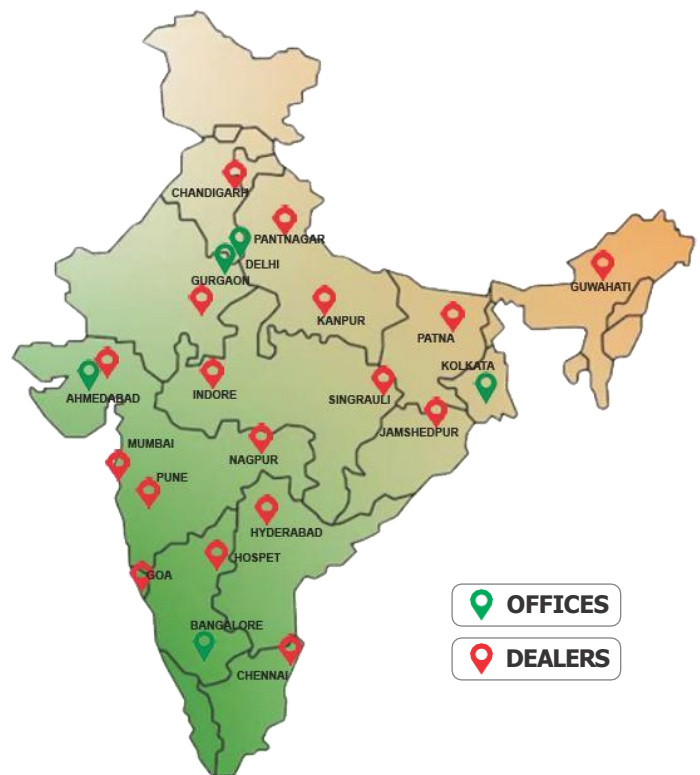 CHANDIGARH
PANTNAGAR
DELHI
GURGAON
GUWAHATI
KANPUR
PATNA
KOLKATA
AHMEDABAD
INDORE
SINGRAULI
JAMSHEDPUR
MUMBAI
NAGPUR
PUNE
HYDERABAD
HOSPET
GOA
OFFICES
BANGALORE
DEALERS
CHENNAI